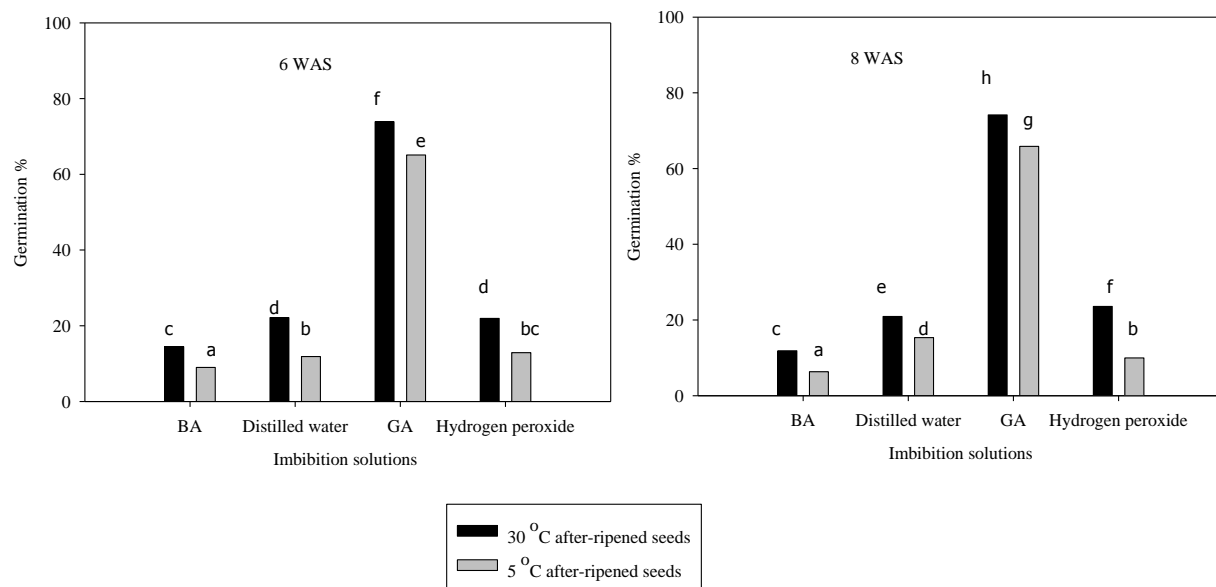 100
80
60
40
20
0
Germination %
6 WAS
c
a
d
b
f
e
d
bc
BA
Distilled water
GA
Hydrogen peroxide
Imbibition solutions
100
80
60
40
20
0
Germination %
8 WAS
c
a
e
d
h
g
f
b
BA
Distilled water
GA
Hydrogen peroxide
Imbibition solutions
30 °C after-ripened seeds
5 °C after-ripened seeds